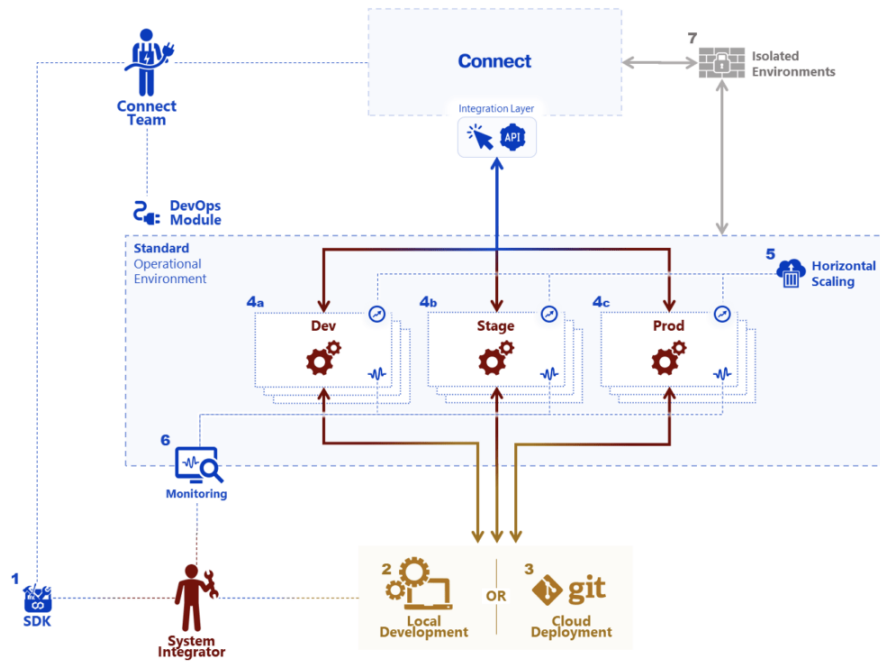 7
Connect
Isolated
Environments
Connect
Team
Integration Layer
API
DevOps
Module
Standard
Operational
Environment
5
Horizontal
Scaling
4a
4b
4c
Dev
Stage
Prod
6
Monitoring
1
SDK
System
Integrator
2
3
git
OR
Local
Development
Cloud
Deployment